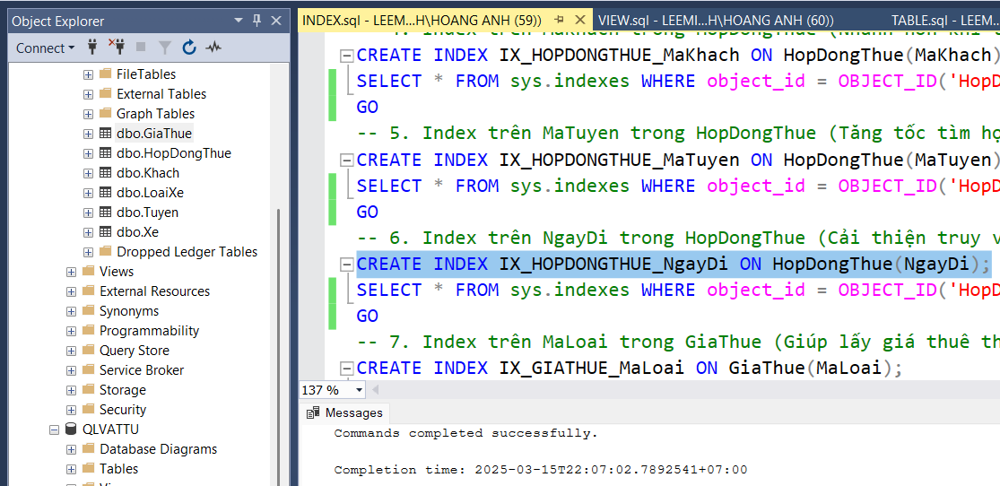 Object Explorer
Connect
FileTables
External Tables
Graph Tables
dbo.GiaThue
dbo.HopDongThue
dbo.Khach
dbo.LoaiXe
dbo.Tuyen
dbo.Xe
Dropped Ledger Tables
Views
External Resources
Synonyms
Programmability
Query Store
Service Broker
Storage
Security
QLVATTU
Database Diagrams
Tables
INDEX.sql - LEEM...H\HOANG ANH (59))
VIEW.sql - LEEMI...H\HOANG ANH (60))
TABLE.sql - LEEM...
CREATE INDEX IX_HOPDONGTHUE_MaKhach ON HopDongThue(MaKhach)
SELECT * FROM sys.indexes WHERE object_id = OBJECT_ID('HopD
GO
-- 5. Index trên MaTuyen trong HopDongThue (Tăng tốc tìm hợ
CREATE INDEX IX_HOPDONGTHUE_MaTuyen ON HopDongThue(MaTuyen)
SELECT * FROM sys.indexes WHERE object_id = OBJECT_ID('HopD
GO
-- 6. Index trên NgayDi trong HopDongThue (Cải thiện truy v
CREATE INDEX IX_HOPDONGTHUE_NgayDi ON HopDongThue(NgayDi);
SELECT * FROM sys.indexes WHERE object_id = OBJECT_ID('HopD
GO
-- 7. Index trên MaLoai trong GiaThue (Giúp lấy giá thuê th
CREATE INDEX IX_GIATHUE_MaLoai ON GiaThue(MaLoai);
137 %
Messages
Commands completed successfully.
Completion time: 2025-03-15T22:07:02.7892541+07:00